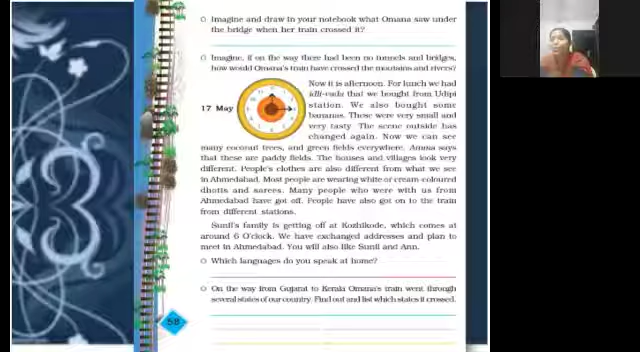 Imagine and draw in your notebook what Omana saw under
the bridge when her train crossed it?
Imagine, if on the way there had been no tunnels and bridges,
how would Omana's train have crossed the moutains and rivers?
17 May
Now it is afternoon. For lunch we had
idli-vada that we bought from Udipi
station. We also bought some
bananas. These were very small and
very tasty. The scene outside has
changed again. Now we can see
many coconut trees, and green fields everywhere. Amma says
that these are paddy fields. The houses and villages look very
different. People's clothes are also different from what we see
in Ahmedabad. Most people are wearing white or cream coloured
dhotis and sarees. Many people who were with us from
Ahmedabad have got off. People have also got on to the train
from different stations.
Sunil's family is getting off at Kozhikode, which comes at
around 6 O'clock. We have exchanged addresses and plan to
meet in Ahmedabad. You will also like Sunil and Ann.
Which languages do you speak at home?
On the way from Gujarat to Kerala Omana's train went through
several states of our country. Find out and list which states it crossed.
58